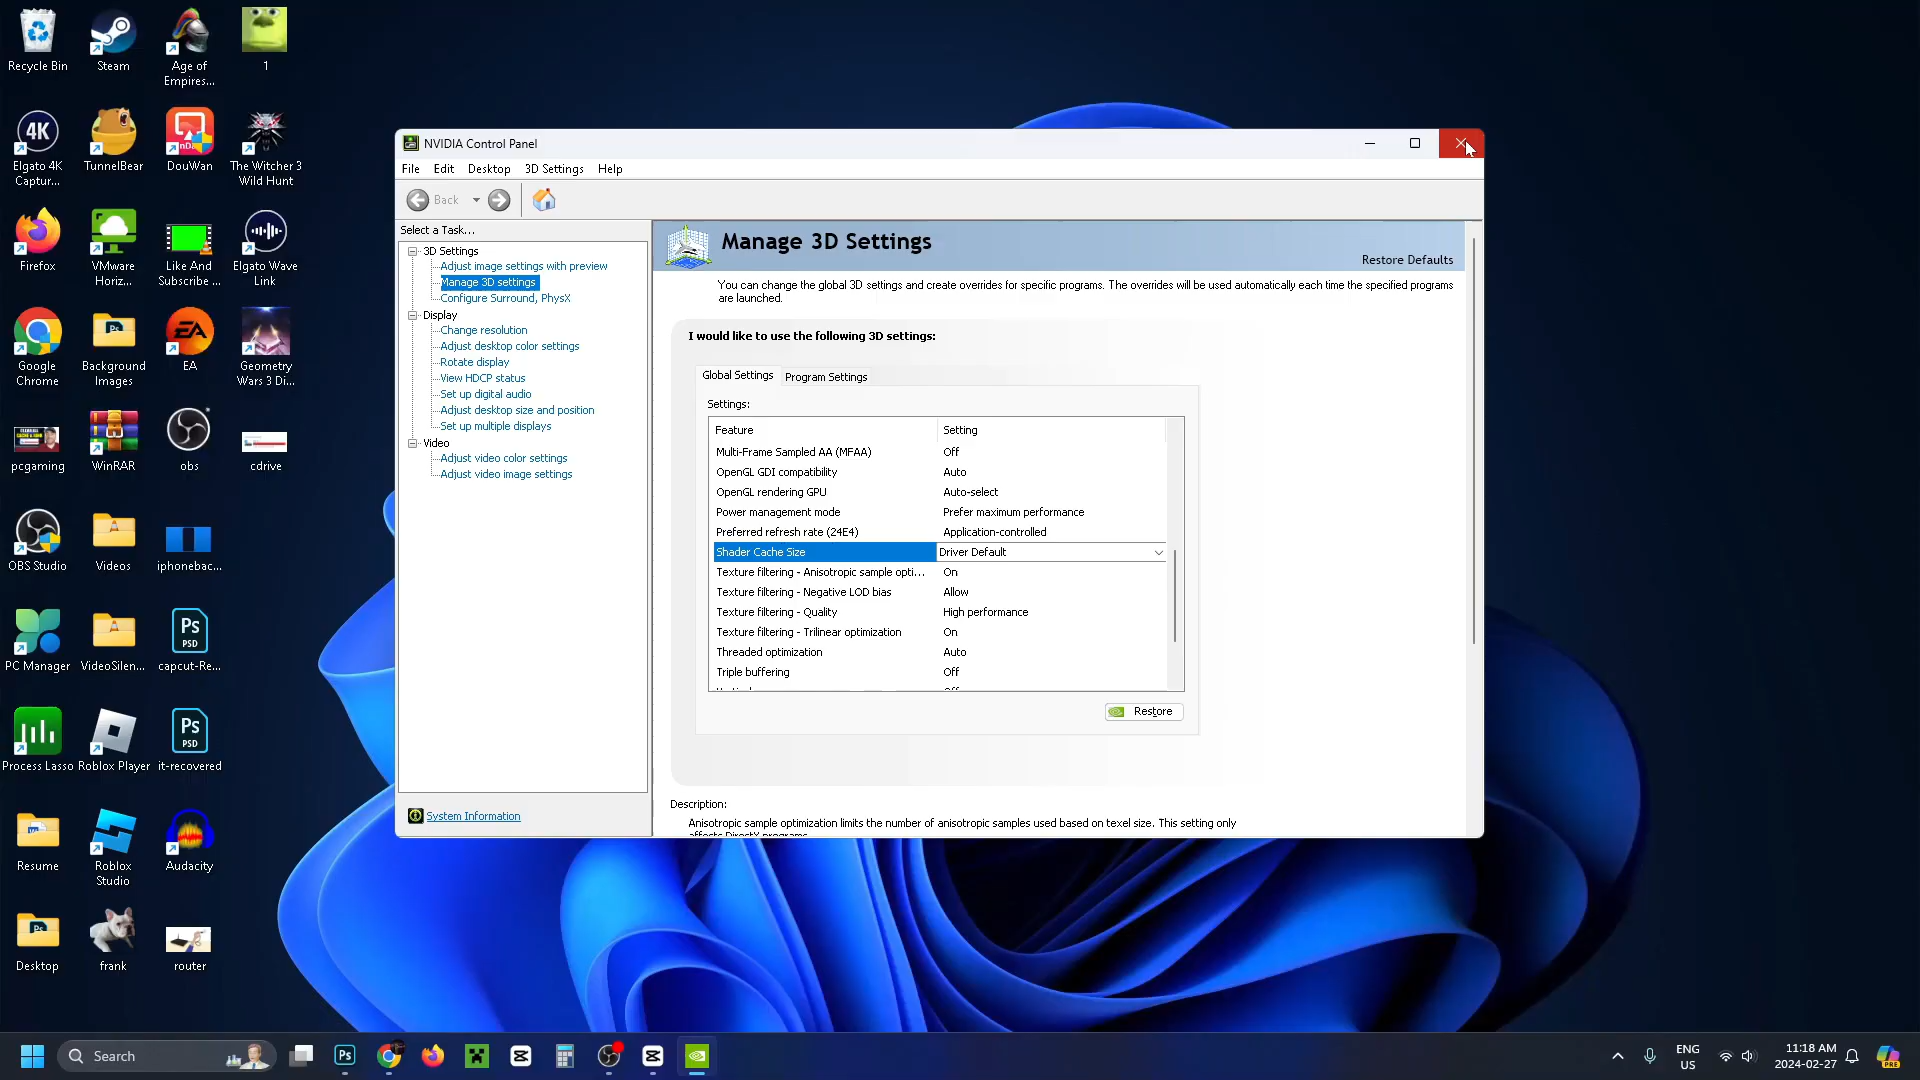 Recycle Bin
Steam
Age of
Empires...
1
Elgato 4K
Captur...
TunnelBear
DouWan
The Witcher 3
Wild Hunt
Firefox
VMware
Horiz...
Like And
Subscribe ...
Elgato Wave
Link
Google
Chrome
Background
Images
EA
Geometry
Wars 3 Di...
pcgaming
WinRAR
obs
cdrive
OBS Studio
Videos
iphonebac...
PC Manager
VideoSilen...
capcut-Re...
Process Lasso
Roblox Player
it-recovered
Resume
Roblox
Studio
Audacity
Desktop
frank
router
4K
EA
Ps
PSD
Ps
PSD
NVIDIA Control Panel
File Edit Desktop 3D Settings Help
Back
Select a Task...
3D Settings
Adjust image settings with preview
Manage 3D settings
Configure Surround, PhysX
Display
Change resolution
Adjust desktop color settings
Rotate display
View HDCP status
Set up digital audio
Adjust desktop size and position
Set up multiple displays
Video
Adjust video color settings
Adjust video image settings
System Information
Manage 3D Settings
Restore Defaults
You can change the global 3D settings and create overrides for specific programs. The overrides will be used automatically each time the specified programs
are launched.
I would like to use the following 3D settings:
Global Settings Program Settings
Settings:
Feature Setting
Multi-Frame Sampled AA (MFAA) Off
OpenGL GDI compatibility Auto
OpenGL rendering GPU Auto-select
Power management mode Prefer maximum performance
Preferred refresh rate (24E4) Application-controlled
Shader Cache Size Driver Default
Texture filtering - Anisotropic sample opti... On
Texture filtering - Negative LOD bias Allow
Texture filtering - Quality High performance
Texture filtering - Trilinear optimization On
Threaded optimization Auto
Triple buffering Off
Restore
Description:
Anisotropic sample optimization limits the number of anisotropic samples used based on texel size. This setting only
affects DirectX programs.
Search
Ps
ENG
US
11:18 AM
2024-02-27
PRE